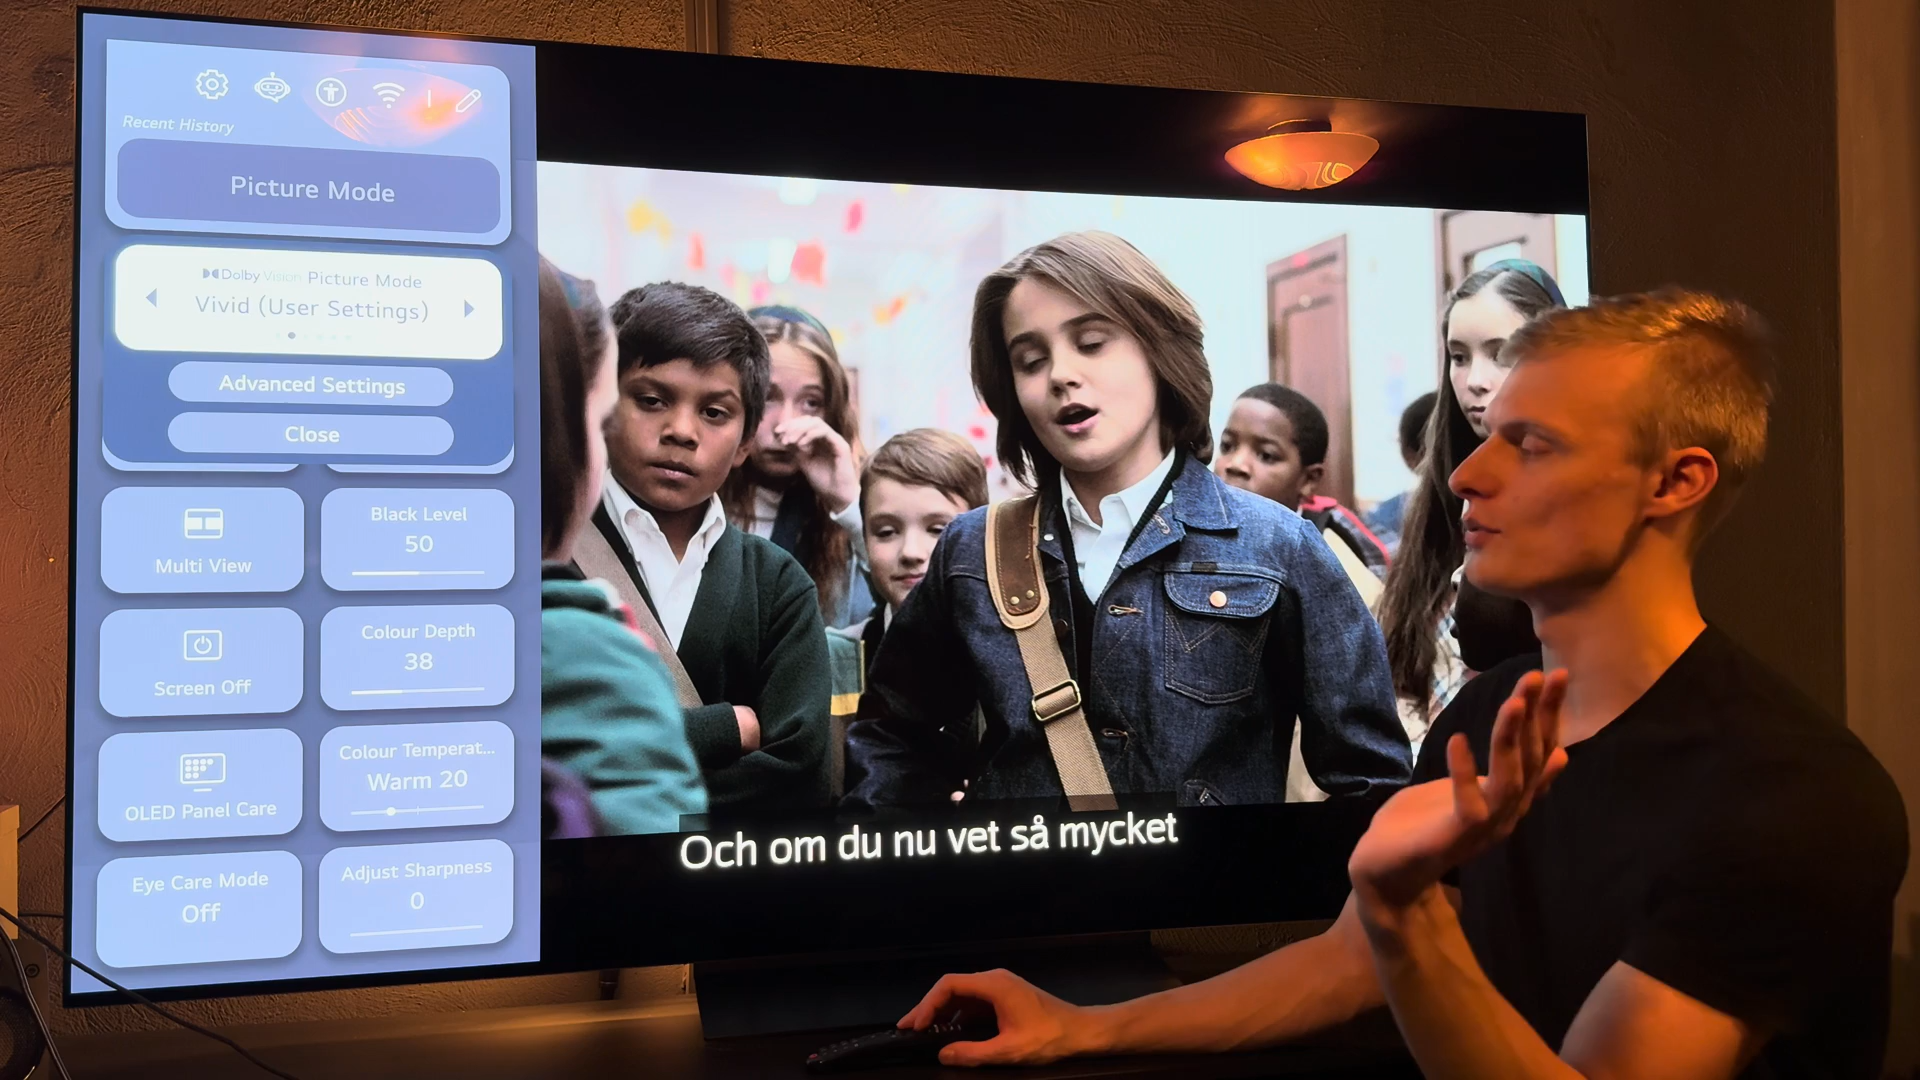 Recent History
Picture Mode
Dolby Vision Picture Mode
Vivid (User Settings)
Advanced Settings
Close
Multi View
Black Level
50
Screen Off
Colour Depth
38
OLED Panel Care
Colour Temperat...
Warm 20
Eye Care Mode
Off
Adjust Sharpness
0
Och om du nu vet så mycket